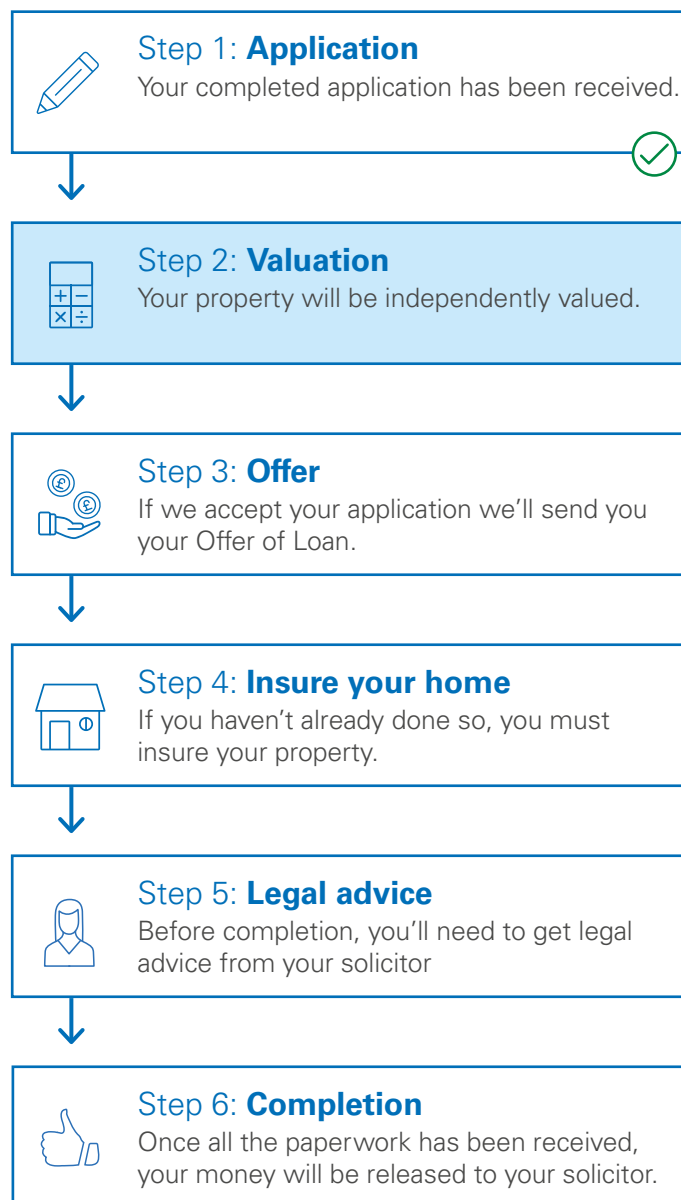 Step 1: Application
Your completed application has been received.
Step 2: Valuation
Your property will be independently valued.
Step 3: Offer
If we accept your application we’ll send you
your Offer of Loan.
Step 4: Insure your home
If you haven’t already done so, you must
insure your property.
Step 5: Legal advice
Before completion, you’ll need to get legal
advice from your solicitor
Step 6: Completion
Once all the paperwork has been received,
your money will be released to your solicitor.